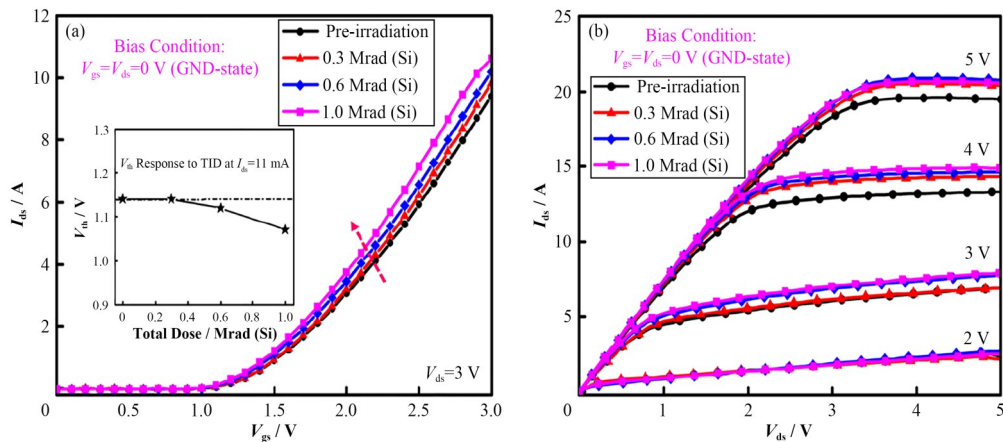 (a)
Bias Condition:
Vgs=Vds=0 V (GND-state)
Pre-irradiation
0.3 Mrad (Si)
0.6 Mrad (Si)
1.0 Mrad (Si)
Ids / A
12
10
8
6
4
2
0
0.5
1.0
1.5
2.0
2.5
3.0
Vgs / V
Vds=3 V
Vth Response to TID at Ids=11 mA
Vth / V
1.3
1.2
1.1
1.0
0.9
0
0.2
0.4
0.6
0.8
1.0
Total Dose / Mrad (Si)
(b)
Bias Condition:
Vgs=Vds=0 V (GND-state)
Pre-irradiation
0.3 Mrad (Si)
0.6 Mrad (Si)
1.0 Mrad (Si)
5 V
4 V
3 V
2 V
Ids / A
25
20
15
10
5
0
1
2
3
4
5
Vds / V